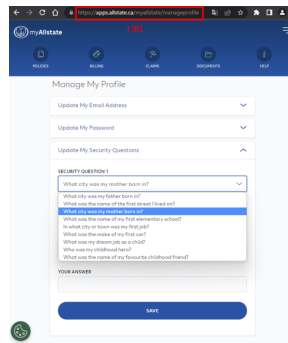 https://apps.allstate.ca/myallstate/manageprofile
URL
myAllstate
POLICIES
BILLING
CLAIMS
DOCUMENTS
HELP
Manage My Profile
Update My Email Address
Update My Password
Update My Security Questions
SECURITY QUESTION 1
What city was my mother born in?
What city was my father born in?
What was the name of the first street I lived on?
What city was my mother born in?
What was the name of my first elementary school?
In what city or town was my first job?
What was the make of my first car?
What was my dream job as a child?
Who was my childhood hero?
What was the name of my favourite childhood friend?
YOUR ANSWER
SAVE